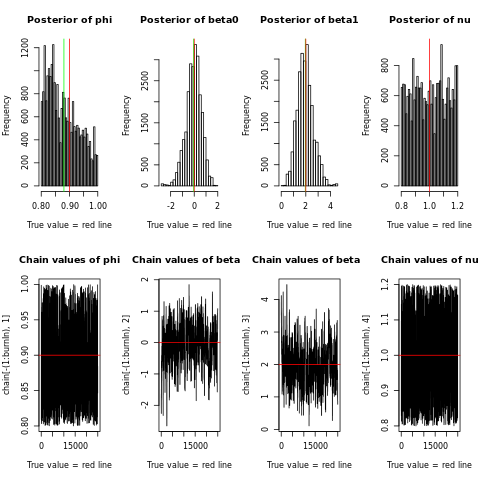 Posterior of phi
Posterior of beta0
Posterior of beta1
Posterior of nu
Frequency
0 200 400 600 800 1200
0.80 0.90 1.00
True value = red line
Frequency
0 500 1500 2500
-2 0 2
True value = red line
Frequency
0 500 1500 2500
0 2 4
True value = red line
Frequency
0 200 400 600 800
0.8 1.0 1.2
True value = red line
Chain values of phi
Chain values of beta
Chain values of beta
Chain values of nu
chain[-(1:burnIn), 1]
0.80 0.85 0.90 0.95 1.00
0 15000
True value = red line
chain[-(1:burnIn), 2]
-2 -1 0 1 2
0 15000
True value = red line
chain[-(1:burnIn), 3]
0 1 2 3 4
0 15000
True value = red line
chain[-(1:burnIn), 4]
0.8 0.9 1.0 1.1 1.2
0 15000
True value = red line